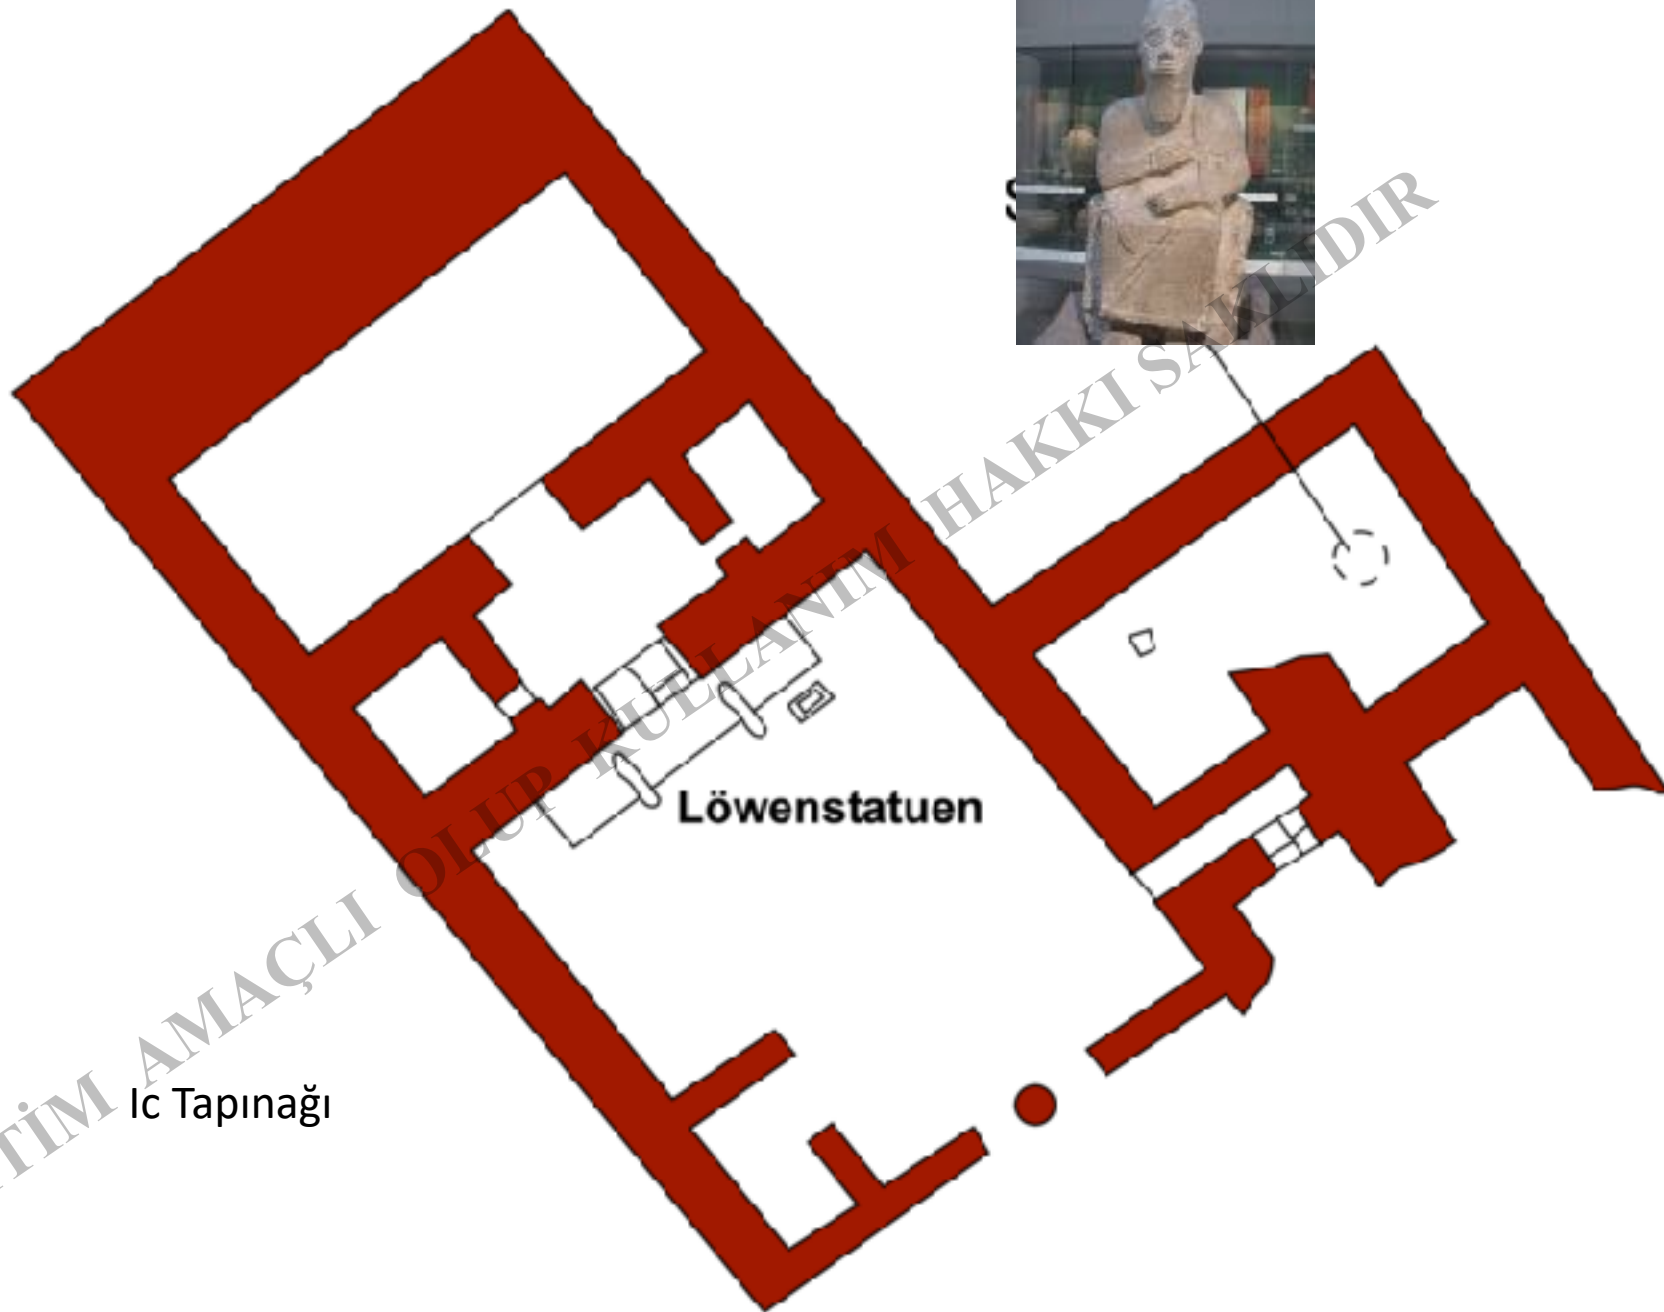 S
Löwenstatuen
Ic Tapınağı
TİM AMAÇLI OLUP KULLANIM HAKKI SAKLIDIR